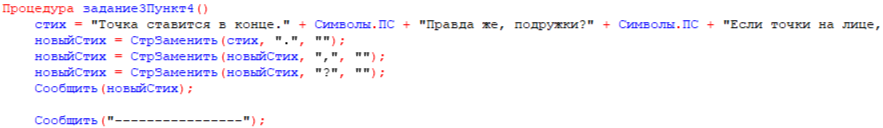 Процедура задание3Пункт4()
стих = "Точка ставится в конце." + Символы.ПС + "Правда же, подружки?" + Символы.ПС + "Если точки на лице,
новыйСтих = СтрЗаменить(стих, ".", "");
новыйСтих = СтрЗаменить(новыйСтих, ",", "");
новыйСтих = СтрЗаменить(новыйСтих, "?", "");
Сообщить(новыйСтих);
Сообщить("----------------");